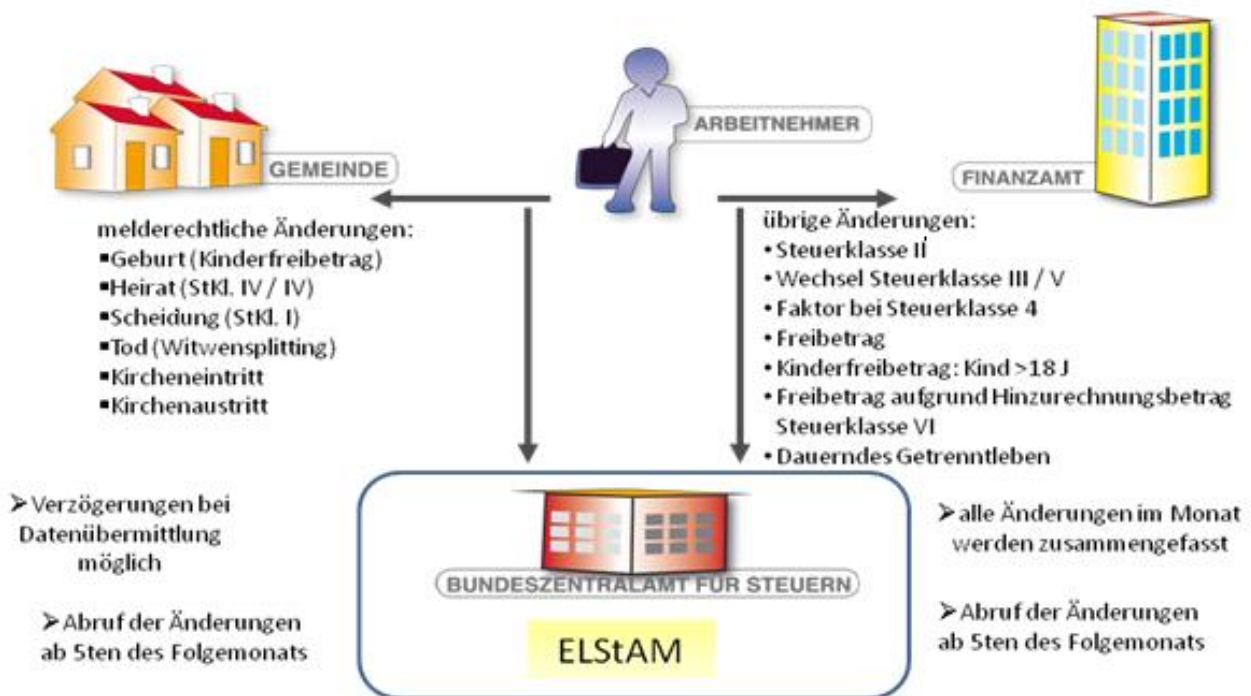 ARBEITNEHMER
GEMEINDE
FINANZAMT
melderechtliche Änderungen:
▪Geburt (Kinderfreibetrag)
▪Heirat (StKl. IV / IV)
▪Scheidung (StKl. I)
▪Tod (Witwensplitting)
▪Kircheneintritt
▪Kirchenaustritt
übrige Änderungen:
• Steuerklasse II
• Wechsel Steuerklasse III / V
• Faktor bei Steuerklasse 4
• Freibetrag
• Kinderfreibetrag: Kind >18 J
• Freibetrag aufgrund Hinzurechnungsbetrag
Steuerklasse VI
• Dauerndes Getrenntleben
➢ Verzögerungen bei
Datenübermittlung
möglich
➢ Abruf der Änderungen
ab 5ten des Folgemonats
BUNDESZENTRALAMT FÜR STEUERN
ELStAM
➢ alle Änderungen im Monat
werden zusammengefasst
➢ Abruf der Änderungen
ab 5ten des Folgemonats